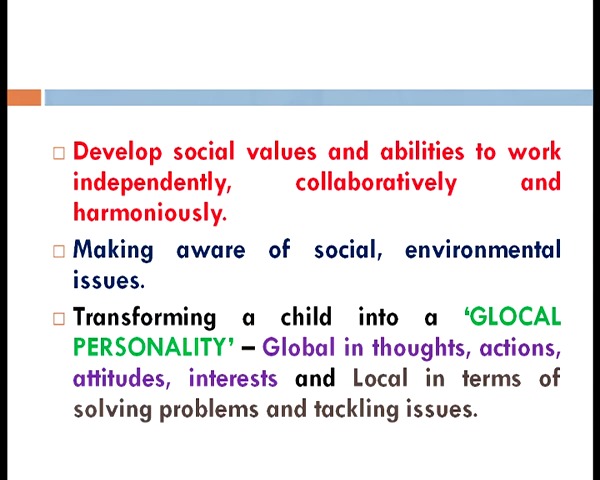 Develop social values and abilities to work
independently, collaboratively and
harmoniously.
Making aware of social, environmental
issues.
Transforming a child into a ‘GLOCAL
PERSONALITY’ – Global in thoughts, actions,
attitudes, interests and Local in terms of
solving problems and tackling issues.